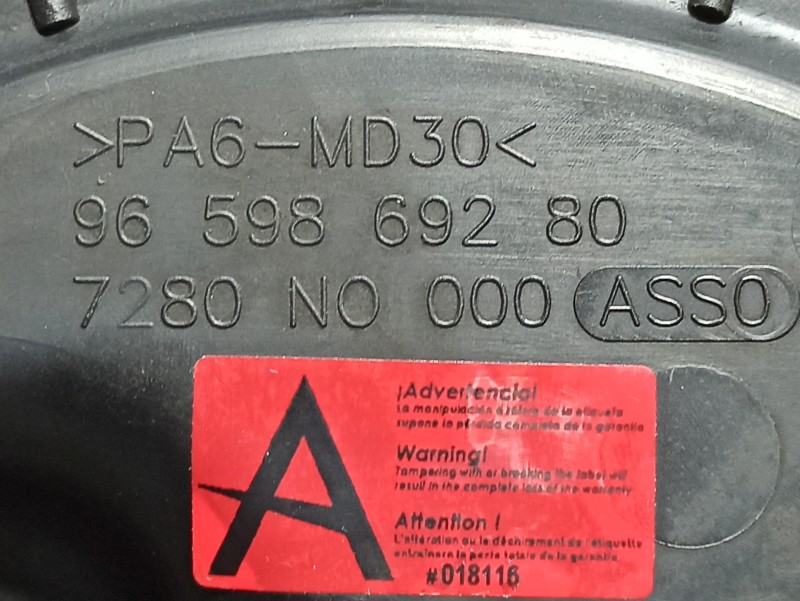 >PA6-MD30<
96 598 692 80
7280 NO 000 ASSO
A
¡Advertencia!
La manipulación o rotura de la etiqueta
supone la pérdida completa de la garantía
Warning!
Tampering with or breaking the label will
result in the complete loss of the warranty
Attention !
L'altération ou le déchirement de l'étiquette
entraînera la perte totale de la garantie.
#018116